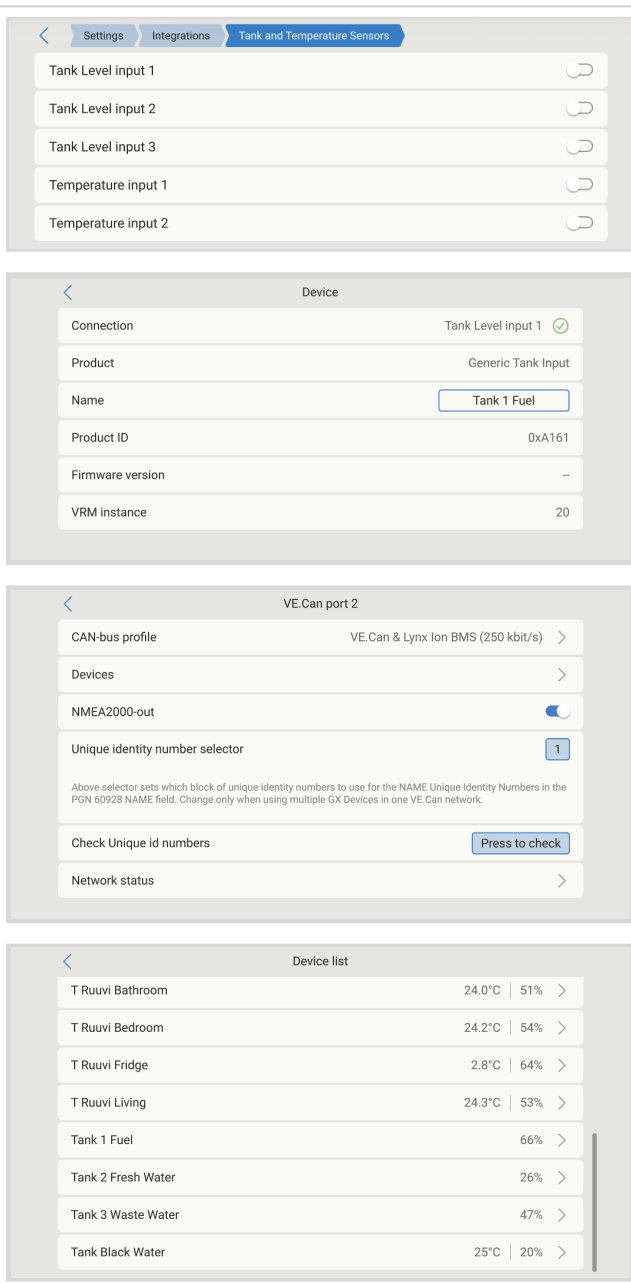 Settings Integrations Tank and Temperature Sensors
Tank Level input 1
Tank Level input 2
Tank Level input 3
Temperature input 1
Temperature input 2
Device
Connection Tank Level input 1
Product Generic Tank Input
Name Tank 1 Fuel
Product ID 0xA161
Firmware version --
VRM instance 20
VE.Can port 2
CAN-bus profile VE.Can & Lynx Ion BMS (250 kbit/s)
Devices
NMEA2000-out
Unique identity number selector 1
Above selector sets which block of unique identity numbers to use for the NAME Unique Identity Numbers in the
PGN 60928 NAME field. Change only when using multiple GX Devices in one VE.Can network.
Check Unique id numbers Press to check
Network status
Device list
T Ruuvi Bathroom 24.0°C 51%
T Ruuvi Bedroom 24.2°C 54%
T Ruuvi Fridge 2.8°C 64%
T Ruuvi Living 24.3°C 53%
Tank 1 Fuel 66%
Tank 2 Fresh Water 26%
Tank 3 Waste Water 47%
Tank Black Water 25°C 20%